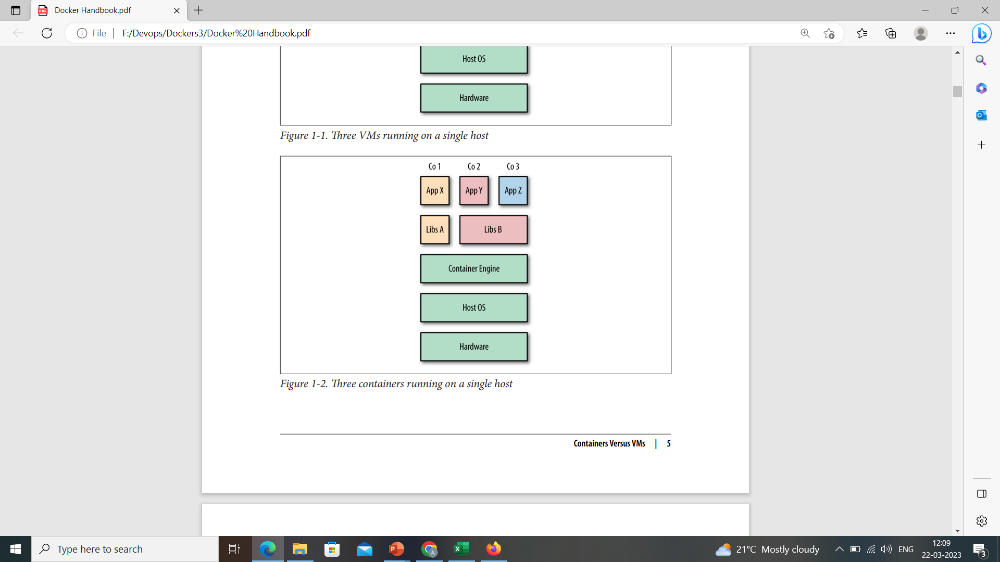 Docker Handbook.pdf
File
F:/Devops/Dockers3/Docker%20Handbook.pdf
Host OS
Hardware
Figure 1-1. Three VMs running on a single host
Co 1 Co 2 Co 3
App X App Y App Z
Libs A Libs B
Container Engine
Host OS
Hardware
Figure 1-2. Three containers running on a single host
Containers Versus VMs | 5
Type here to search
21°C Mostly cloudy
ENG
12:09
22-03-2023
3